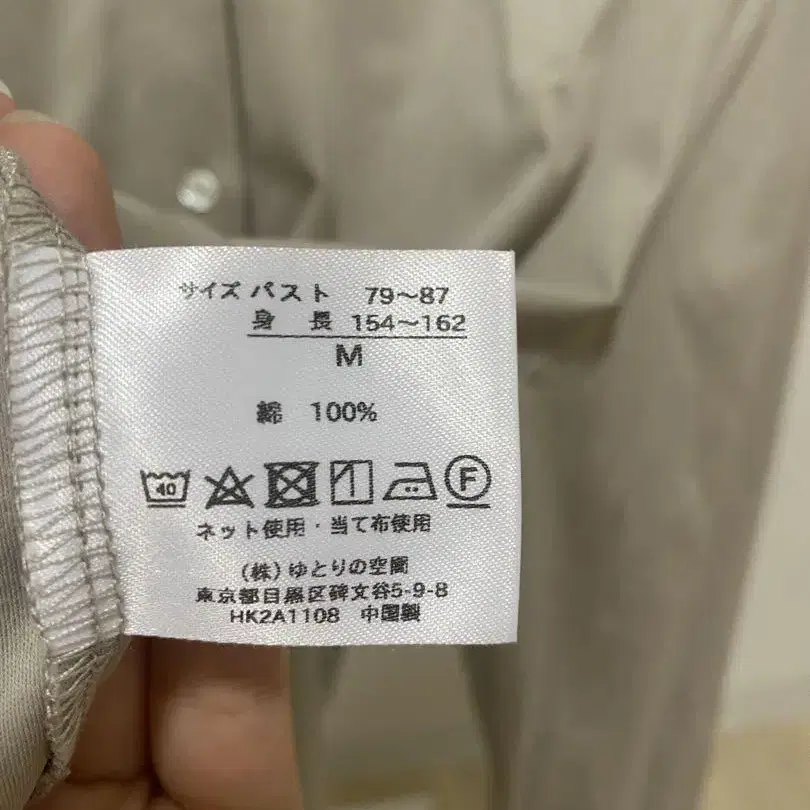 サイズ バスト 79～87
身 長 154～162
M
綿 100%
40 F
ネット使用・当て布使用
(株)ゆとりの空間
東京都目黒区碑文谷5-9-8
HK2A1108 中国製